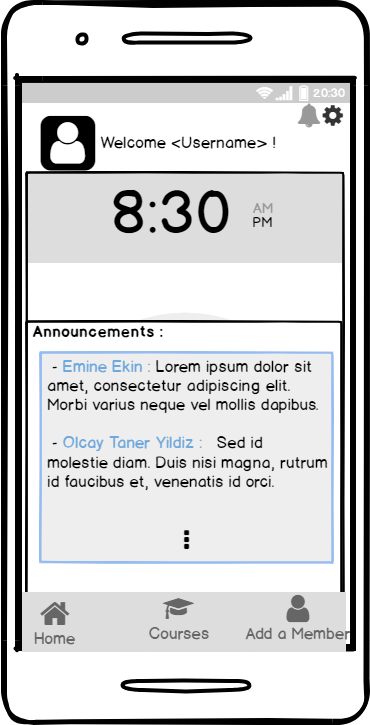 20:30
Welcome <Username> !
8:30
AM
PM
Announcements :
- Emine Ekin : Lorem ipsum dolor sit
amet, consectetur adipiscing elit.
Morbi varius neque vel mollis dapibus.
- Olcay Taner Yildiz : Sed id
molestie diam. Duis nisi magna, rutrum
id faucibus et, venenatis id orci.
Home
Courses
Add a Member